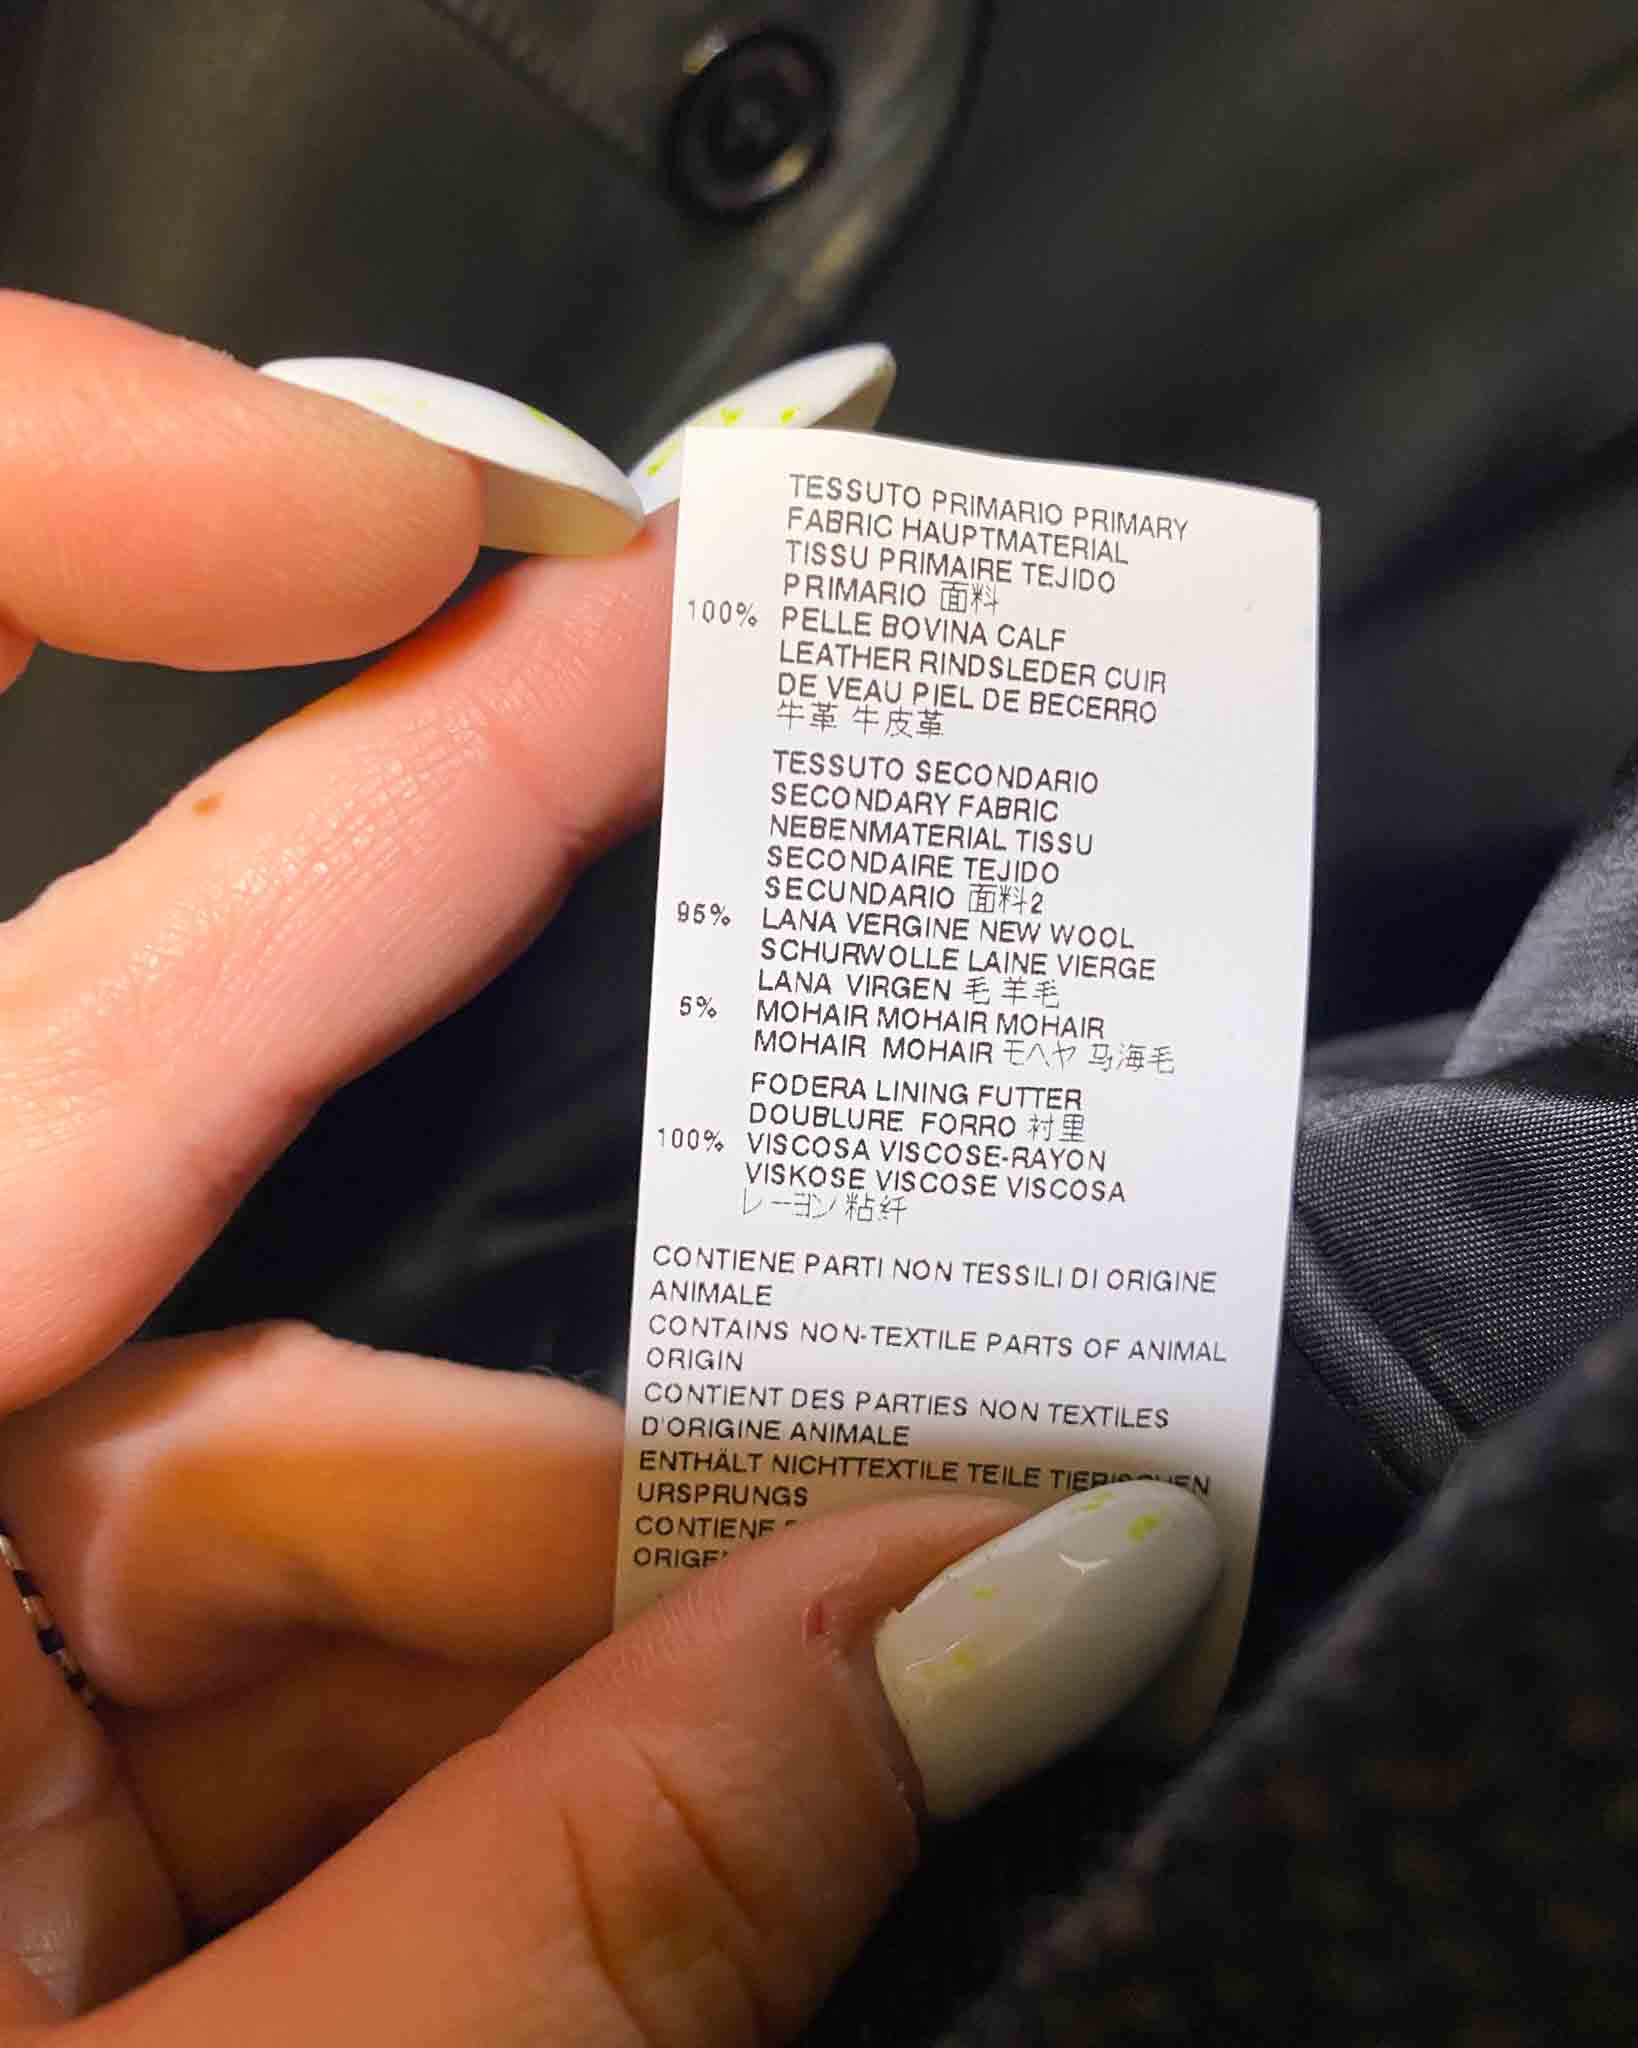 TESSUTO PRIMARIO PRIMARY
FABRIC HAUPTMATERIAL
TISSU PRIMAIRE TEJIDO
PRIMARIO 面料
100% PELLE BOVINA CALF
LEATHER RINDSLEDER CUIR
DE VEAU PIEL DE BECERRO
牛革 牛皮革
TESSUTO SECONDARIO
SECONDARY FABRIC
NEBENMATERIAL TISSU
SECONDAIRE TEJIDO
SECUNDARIO 面料2
95% LANA VERGINE NEW WOOL
SCHURWOLLE LAINE VIERGE
LANA VIRGEN 毛 羊毛
5% MOHAIR MOHAIR MOHAIR
MOHAIR MOHAIR モヘヤ 马海毛
FODERA LINING FUTTER
DOUBLURE FORRO 衬里
100% VISCOSA VISCOSE-RAYON
VISKOSE VISCOSE VISCOSA
レーヨン 粘纤
CONTIENE PARTI NON TESSILI DI ORIGINE
ANIMALE
CONTAINS NON-TEXTILE PARTS OF ANIMAL
ORIGIN
CONTIENT DES PARTIES NON TEXTILES
D'ORIGINE ANIMALE
ENTHÄLT NICHTTEXTILE TEILE TIERISCHEN
URSPRUNGS
CONTIENE